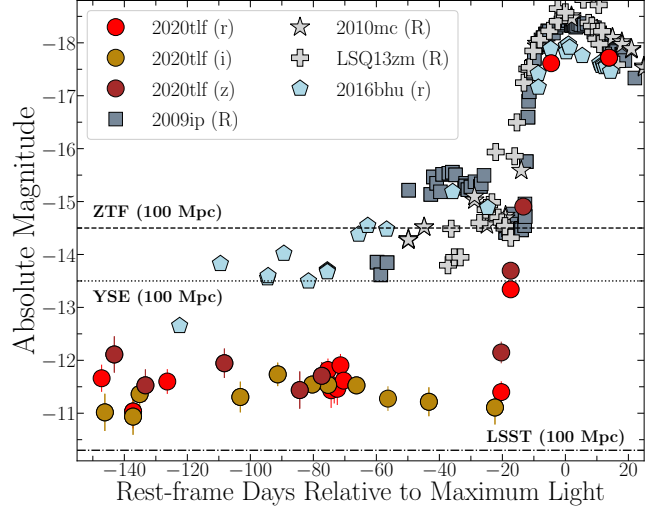 2020tlf (r)
2020tlf (i)
2020tlf (z)
2009ip (R)
2010mc (R)
LSQ13zm (R)
2016bhu (r)
ZTF (100 Mpc)
YSE (100 Mpc)
LSST (100 Mpc)
Absolute Magnitude
−18
−17
−16
−15
−14
−13
−12
−11
−140 −120 −100 −80 −60 −40 −20 0 20
Rest-frame Days Relative to Maximum Light